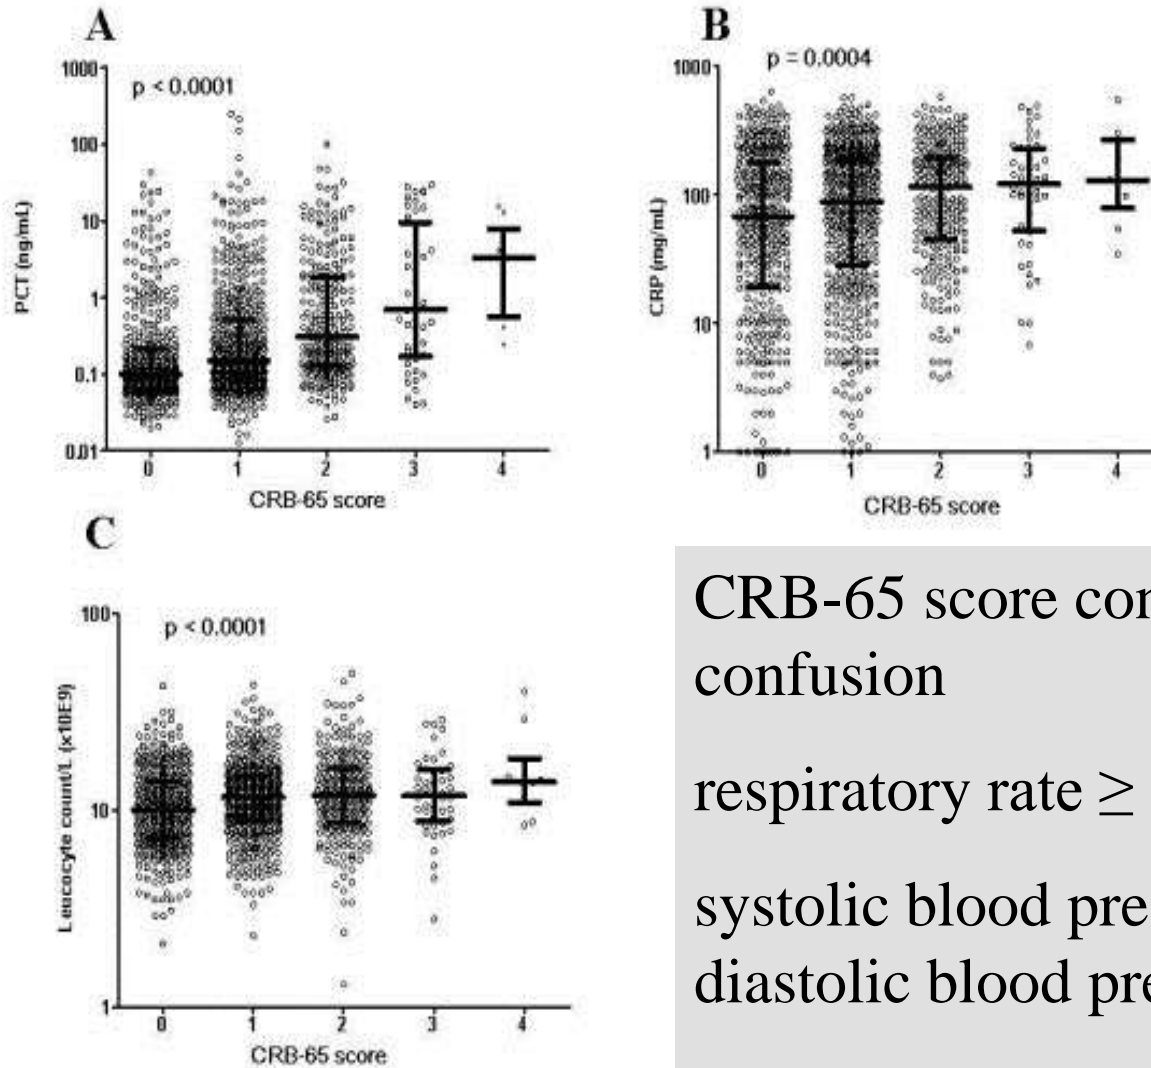 A
p < 0.0001
1000
100
10
1
0.1
0.01
PCT (ng/mL)
0 1 2 3 4
CRB-65 score
B
p = 0.0004
1000
100
10
1
CRP (mg/mL)
0 1 2 3 4
CRB-65 score
C
p < 0.0001
100
10
1
Leucocyte count/L (x10E9)
0 1 2 3 4
CRB-65 score
CRB-65 score
confusion
respiratory rate ≥
systolic blood
diastolic blood